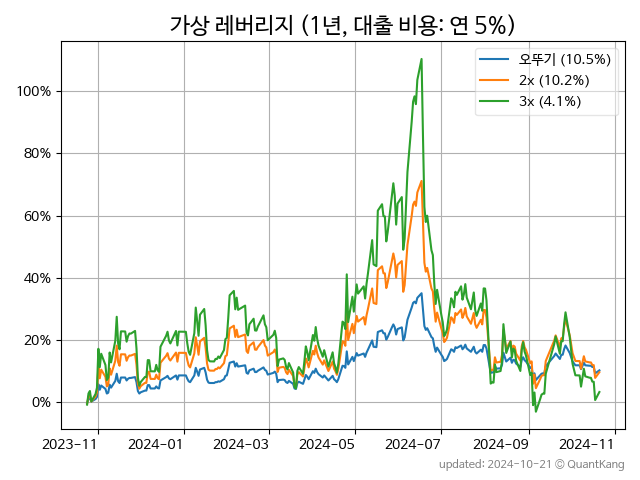 가상 레버리지 (1년, 대출 비용: 연 5%)
오뚜기 (10.5%)
2x (10.2%)
3x (4.1%)
100%
80%
60%
40%
20%
0%
2023-11 2024-01 2024-03 2024-05 2024-07 2024-09 2024-11
updated: 2024-10-21 © QuantKang